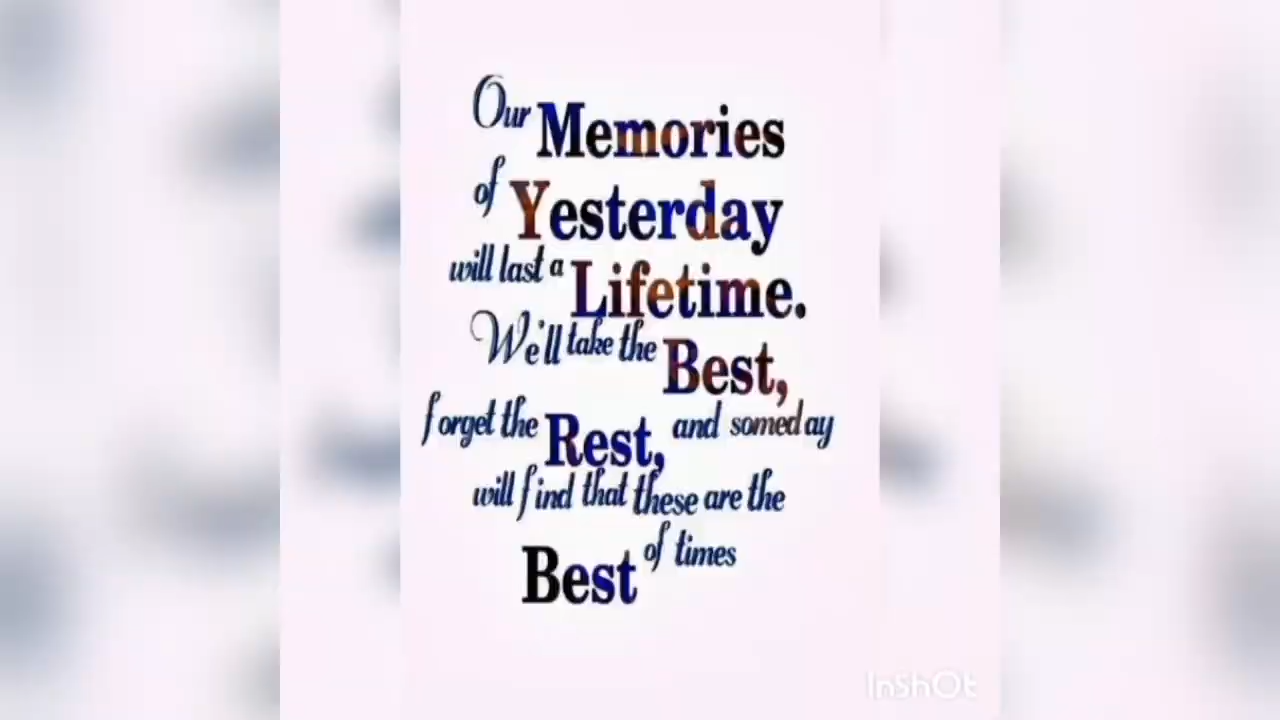 Our Memories
of Yesterday
will last a Lifetime.
We'll take the Best,
forget the Rest, and someday
will find that these are the
Best of times
InShOt